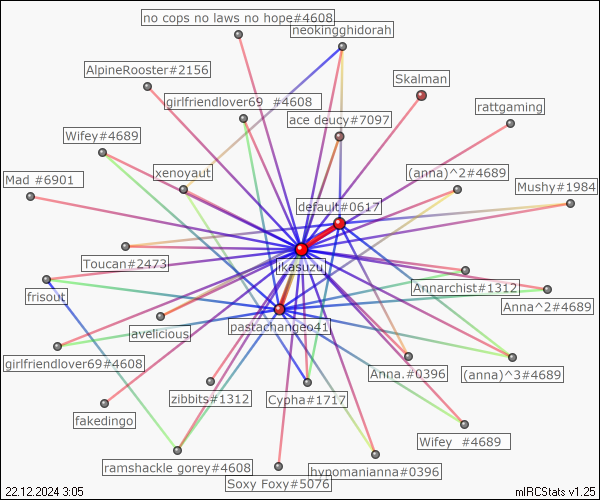 no cops no laws no hope#4608
neokingghidorah
AlpineRooster#2156
Skalman
girlfriendlover69 #4608
rattgaming
ace deucy#7097
Wifey#4689
xenoyaut
(anna)^2#4689
Mad #6901
Mushy#1984
default#0617
Toucan#2473
ikasuzu
Annarchist#1312
frisout
Anna^2#4689
avelicious
pastachangeo41
girlfriendlover69#4608
Anna.#0396
(anna)^3#4689
zibbits#1312
Cypha#1717
fakedingo
Wifey #4689
ramshackle gorey#4608
hypomanianna#0396
Soxy Foxy#5076
22.12.2024 3:05
mIRCStats v1.25